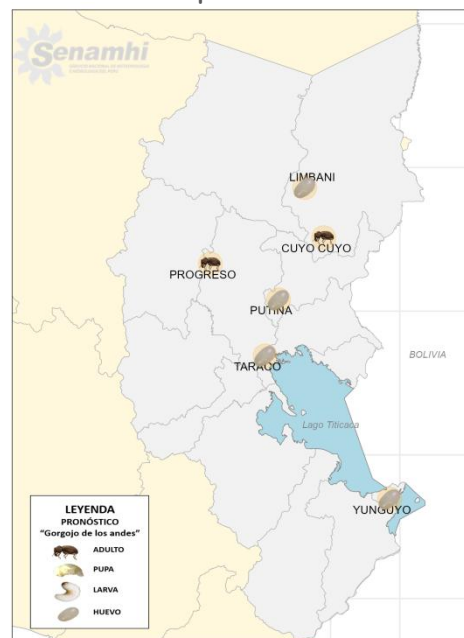 Senamhi
LIMBANI
CUYO CUYO
PROGRESO
PUTINA
TARACO
BOLIVIA
Lago Titicaca
YUNGUYO
LEYENDA
PRONÓSTICO
"Gorgojo de los andes"
ADULTO
PUPA
LARVA
HUEVO